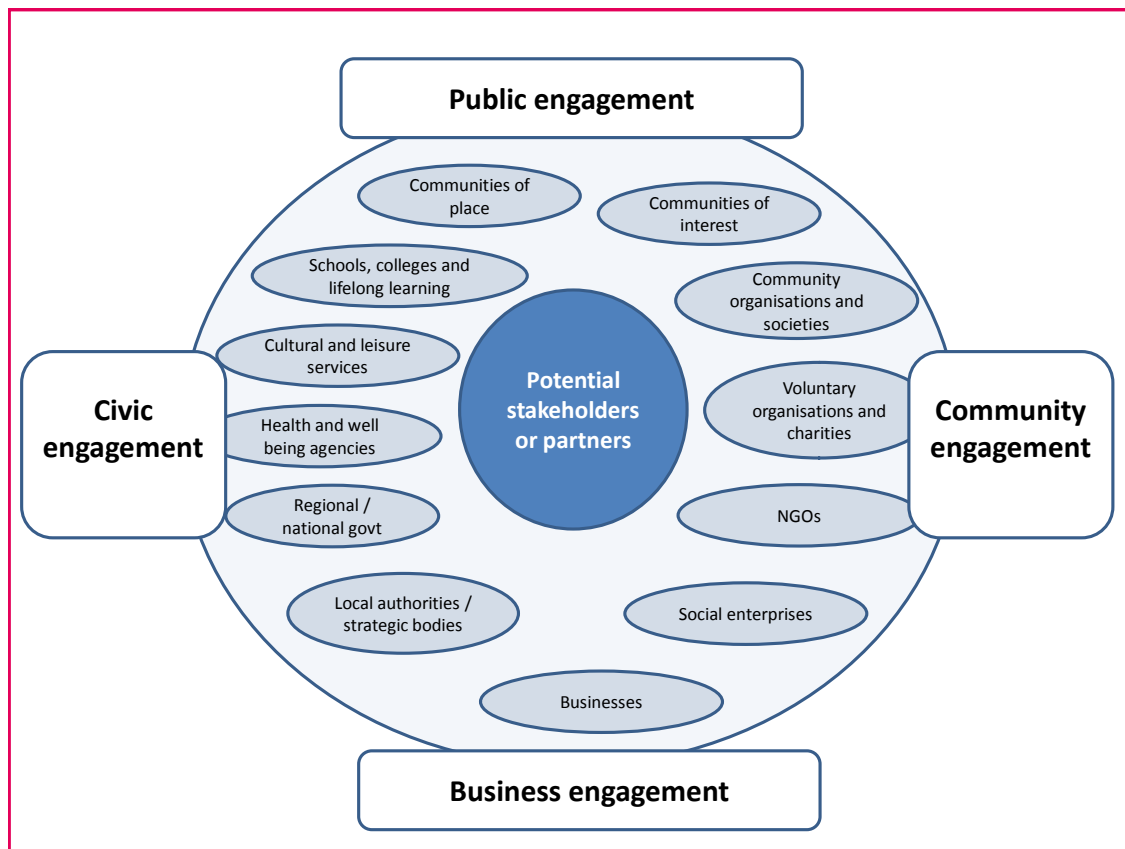 Public engagement
Communities of
place
Communities of
interest
Schools, colleges and
lifelong learning
Community
organisations and
societies
Cultural and leisure
services
Potential
stakeholders
or partners
Voluntary
organisations and
charities
Civic
engagement
Health and well
being agencies
Community
engagement
Regional /
national govt
NGOs
Local authorities /
strategic bodies
Social enterprises
Businesses
Business engagement